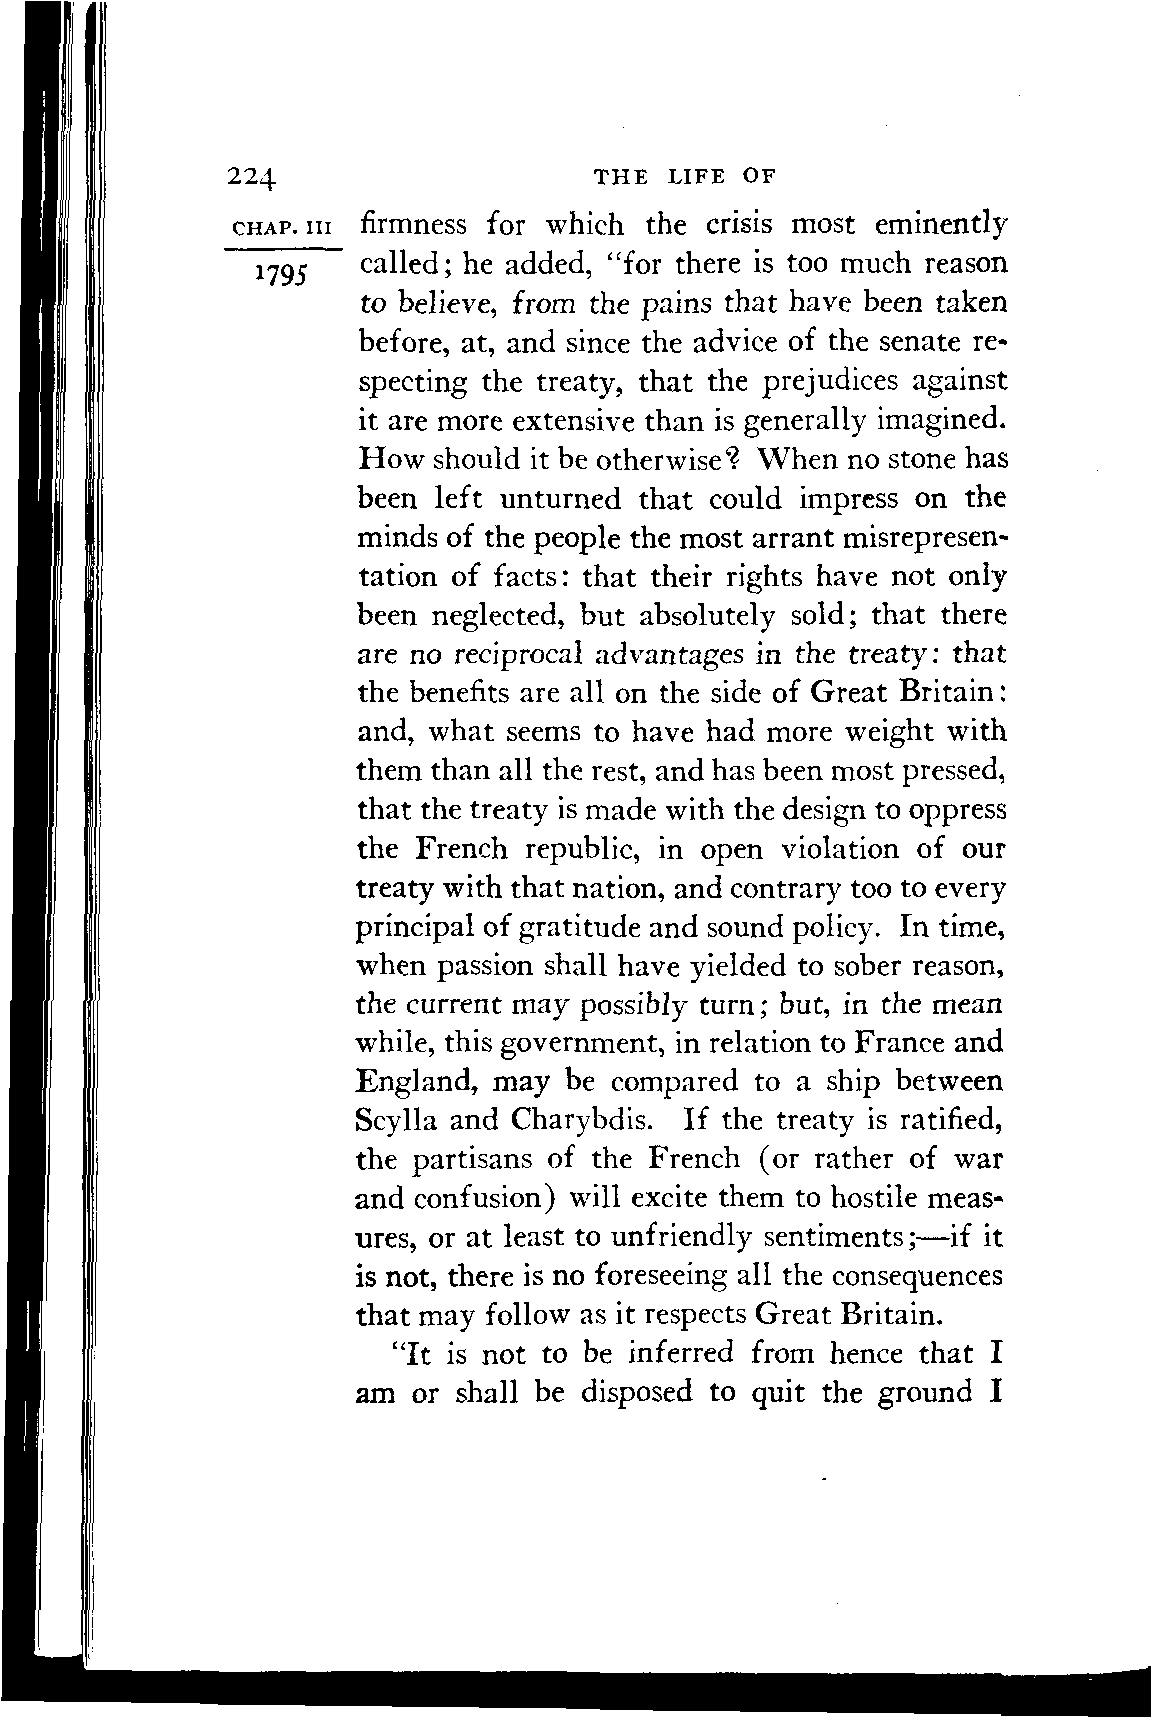 224 THE LIFE OF
CHAP. III firmness for which the crisis most eminently
1795 called; he added, "for there is too much reason
to believe, from the pains that have been taken
before, at, and since the advice of the senate re-
specting the treaty, that the prejudices against
it are more extensive than is generally imagined.
How should it be otherwise? When no stone has
been left unturned that could impress on the
minds of the people the most arrant misrepresen-
tation of facts: that their rights have not only
been neglected, but absolutely sold; that there
are no reciprocal advantages in the treaty: that
the benefits are all on the side of Great Britain:
and, what seems to have had more weight with
them than all the rest, and has been most pressed,
that the treaty is made with the design to oppress
the French republic, in open violation of our
treaty with that nation, and contrary too to every
principal of gratitude and sound policy. In time,
when passion shall have yielded to sober reason,
the current may possibly turn; but, in the mean
while, this government, in relation to France and
England, may be compared to a ship between
Scylla and Charybdis. If the treaty is ratified,
the partisans of the French (or rather of war
and confusion) will excite them to hostile meas-
ures, or at least to unfriendly sentiments;—if it
is not, there is no foreseeing all the consequences
that may follow as it respects Great Britain.
"It is not to be inferred from hence that I
am or shall be disposed to quit the ground I